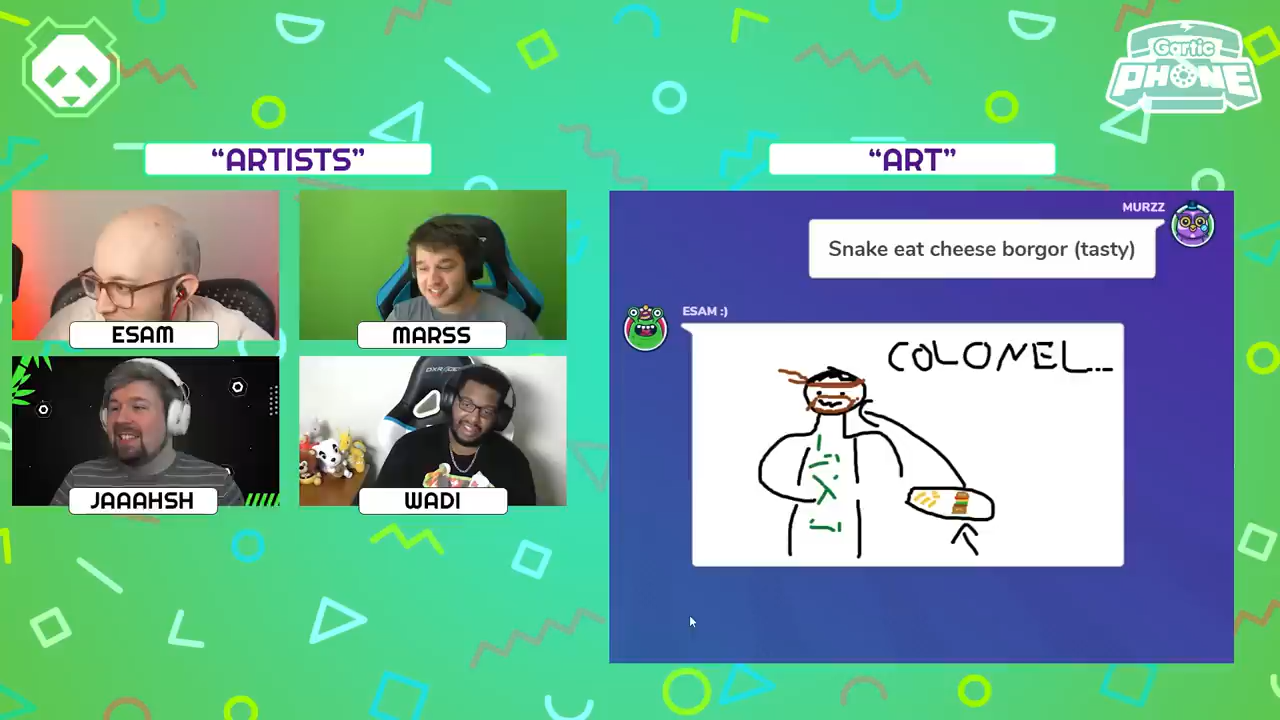 Gartic
PHONE
“ARTISTS”
“ART”
MURZZ
Snake eat cheese borgor (tasty)
ESAM :)
COLONEL...
ESAM
MARSS
JAAAHSH
WADI